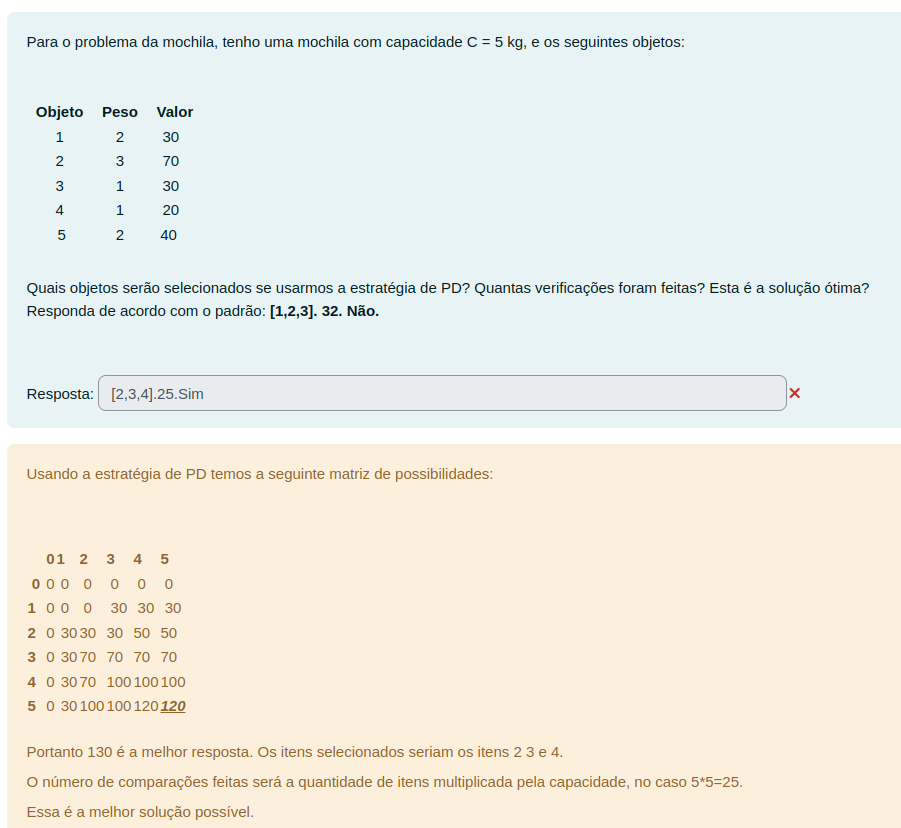 Para o problema da mochila, tenho uma mochila com capacidade C = 5 kg, e os seguintes objetos:
Objeto Peso Valor
1 2 30
2 3 70
3 1 30
4 1 20
5 2 40
Quais objetos serão selecionados se usarmos a estratégia de PD? Quantas verificações foram feitas? Esta é a solução ótima?
Responda de acordo com o padrão: [1,2,3]. 32. Não.
Resposta: [2,3,4].25.Sim
Usando a estratégia de PD temos a seguinte matriz de possibilidades:
0 1 2 3 4 5
0 0 0 0 0 0 0
1 0 0 0 30 30 30
2 0 30 30 30 50 50
3 0 30 70 70 70 70
4 0 30 70 100 100 100
5 0 30 100 100 120 120
Portanto 130 é a melhor resposta. Os itens selecionados seriam os itens 2 3 e 4.
O número de comparações feitas será a quantidade de itens multiplicada pela capacidade, no caso 5*5=25.
Essa é a melhor solução possível.